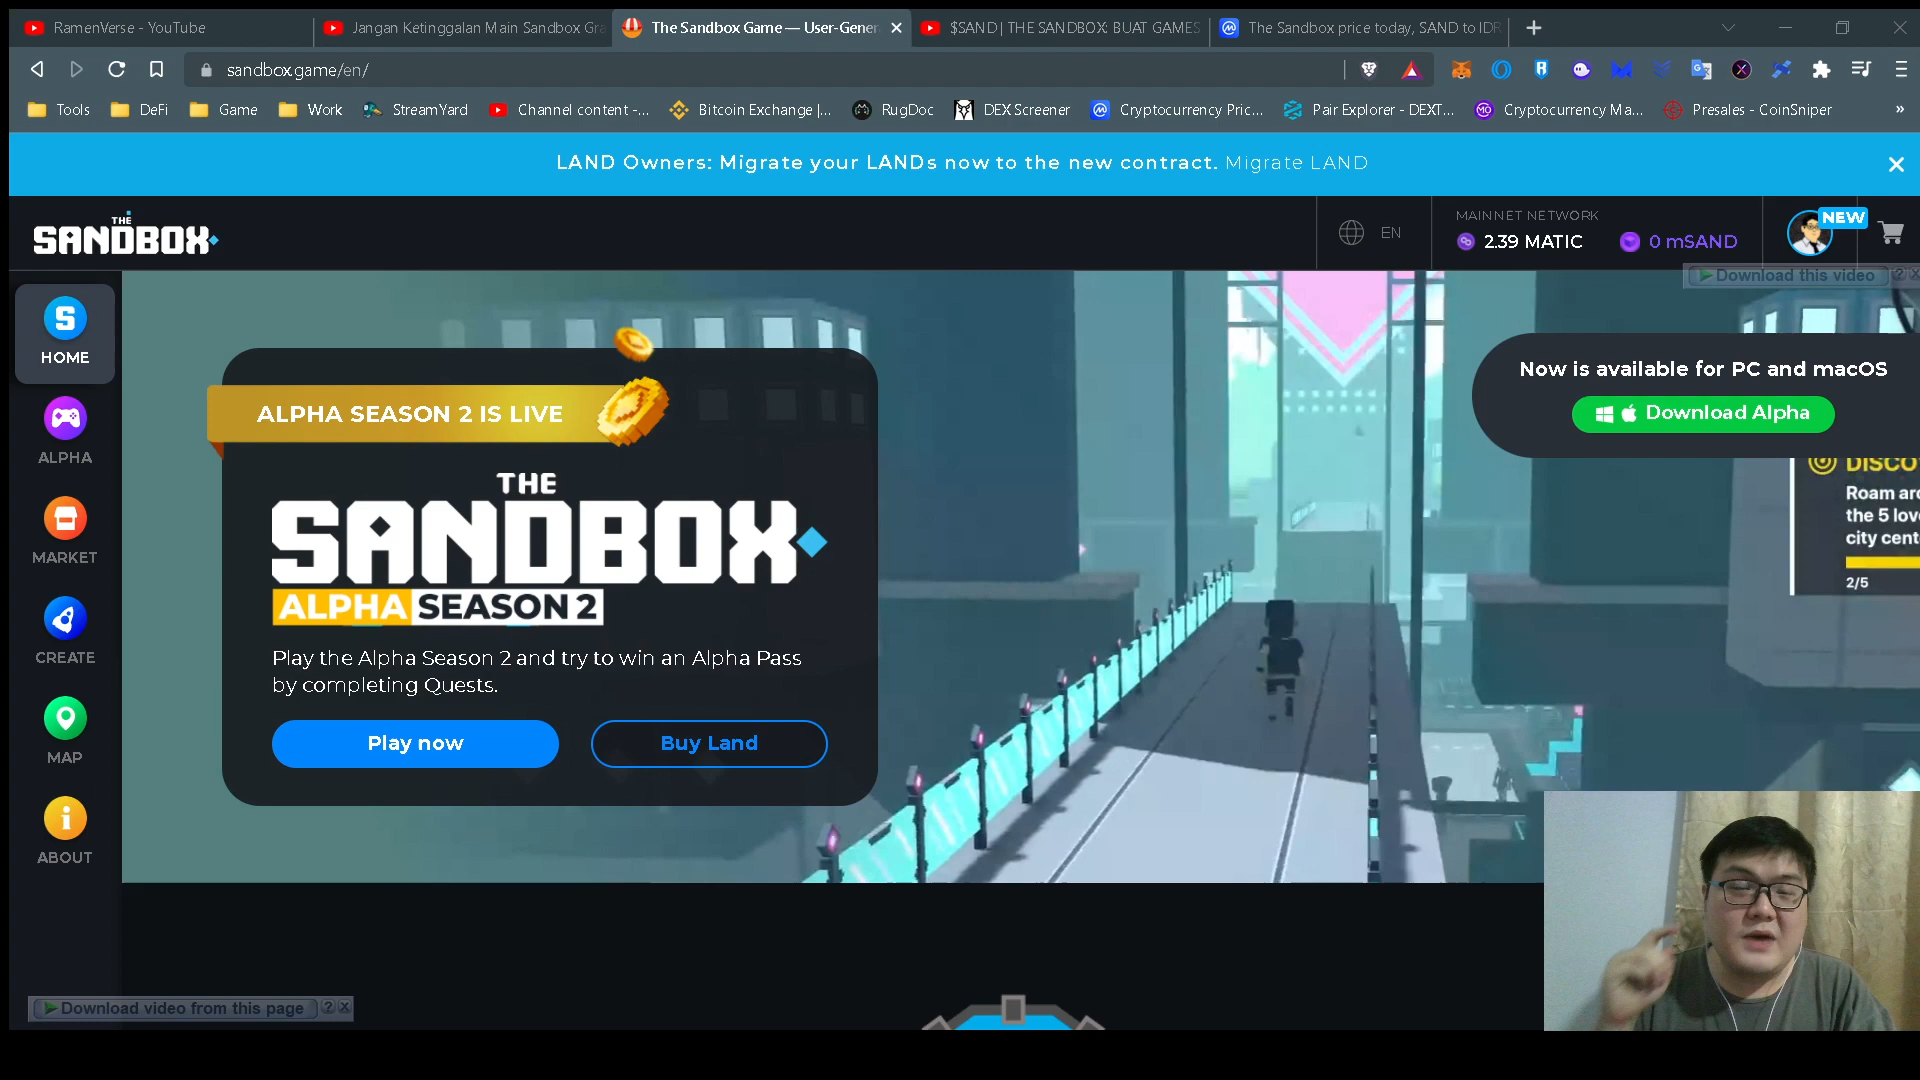 RamenVerse - YouTube
Jangan Ketinggalan Main Sandbox Gra
The Sandbox Game — User-Gener
$SAND | THE SANDBOX: BUAT GAMES
The Sandbox price today, SAND to IDR
sandbox.game/en/
Tools
DeFi
Game
Work
StreamYard
Channel content -...
Bitcoin Exchange |...
RugDoc
DEX Screener
Cryptocurrency Pric...
Pair Explorer - DEXT...
Cryptocurrency Ma...
Presales - CoinSniper
»
LAND Owners: Migrate your LANDs now to the new contract. Migrate LAND
THE
SANDBOX
EN
MAINNET NETWORK
2.39 MATIC
0 mSAND
NEW
Download this video
HOME
ALPHA
MARKET
CREATE
MAP
ABOUT
ALPHA SEASON 2 IS LIVE
THE
SANDBOX
ALPHA SEASON 2
Play the Alpha Season 2 and try to win an Alpha Pass
by completing Quests.
Play now
Buy Land
Now is available for PC and macOS
Download Alpha
DISCO
Roam aro
the 5 lov
city cent
2/5
Download video from this page